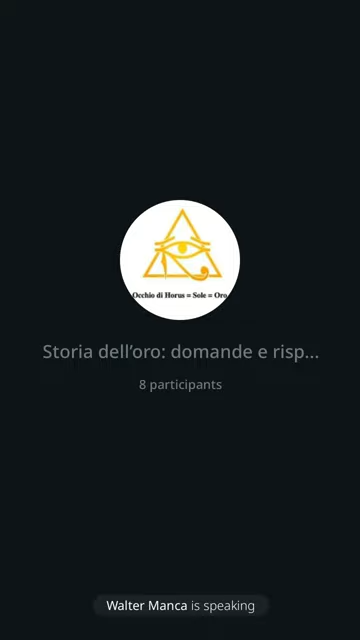 Occhio di Horus = Sole = Oro
Storia dell’oro: domande e risp...
8 participants
Walter Manca is speaking